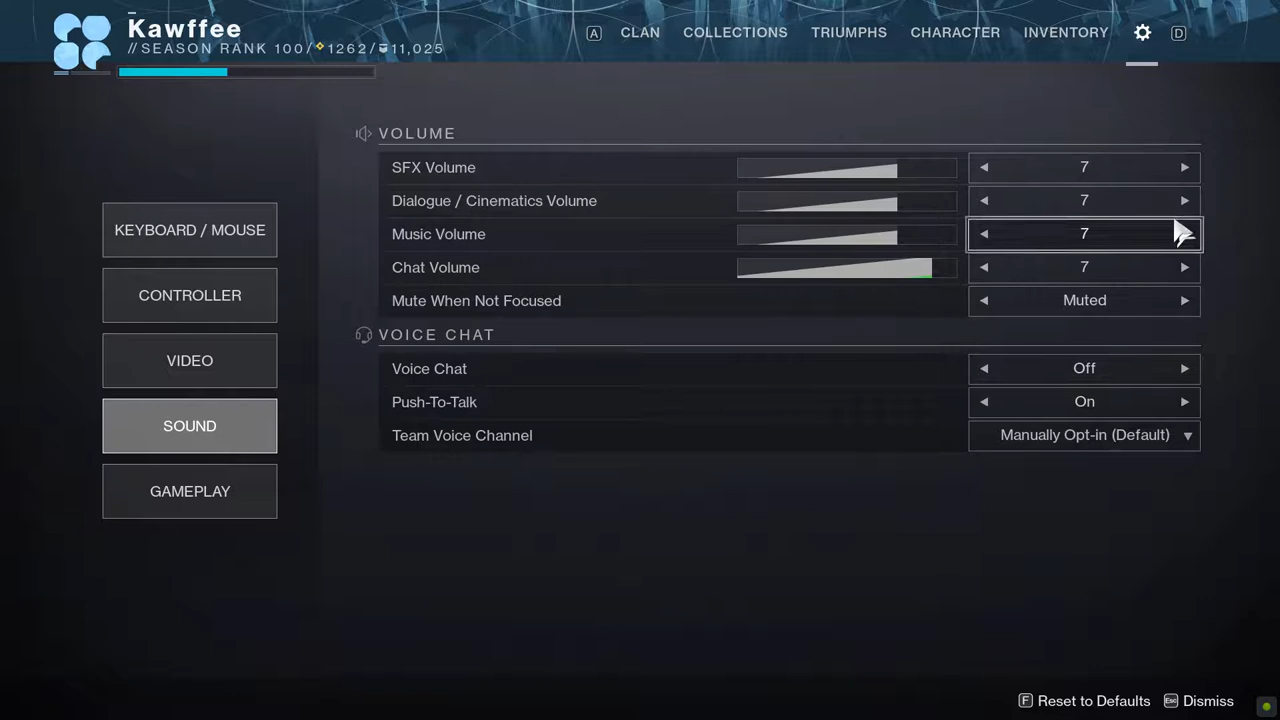 Kawffee
//SEASON RANK 100/1262/11,025
A CLAN COLLECTIONS TRIUMPHS CHARACTER INVENTORY D
VOLUME
SFX Volume 7
Dialogue / Cinematics Volume 7
Music Volume 7
Chat Volume 7
Mute When Not Focused Muted
VOICE CHAT
Voice Chat Off
Push-To-Talk On
Team Voice Channel Manually Opt-in (Default)
KEYBOARD / MOUSE
CONTROLLER
VIDEO
SOUND
GAMEPLAY
F Reset to Defaults Esc Dismiss